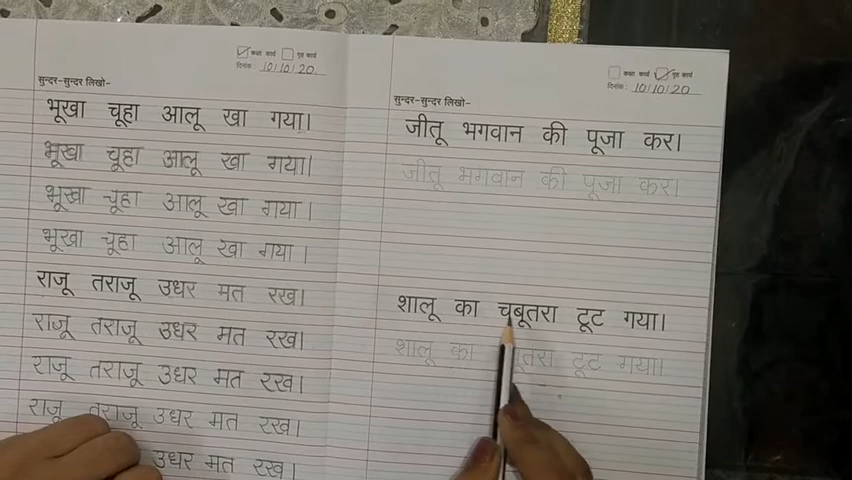 कक्षा कार्य गृह कार्य
दिनांक: 10/10/20
सुन्दर-सुन्दर लिखो-
भूखा चूहा आलू खा गया।
भूखा चूहा आलू खा गया।
भूखा चूहा आलू खा गया।
भूखा चूहा आलू खा गया।
राजू तराजू उधर मत रख।
राजू तराजू उधर मत रख।
राजू तराजू उधर मत रख।
राजू तराजू उधर मत रख।
उधर मत रख।
कक्षा कार्य गृह कार्य
दिनांक: 10/10/20
सुन्दर-सुन्दर लिखो-
जीतू भगवान की पूजा कर।
जीतू भगवान की पूजा कर।
शालू का चबूतरा टूट गया।
शालू का टूट गया।